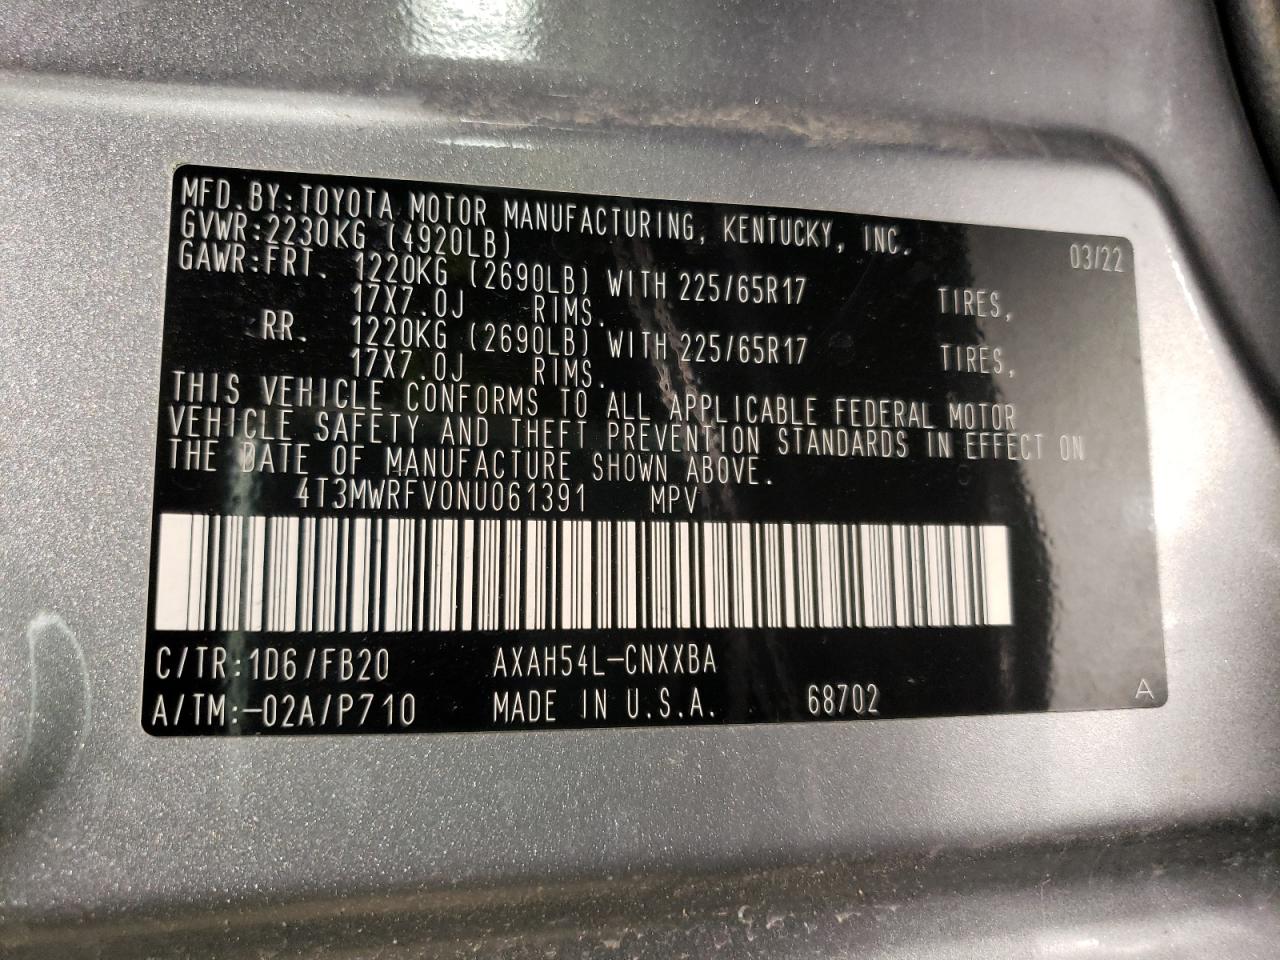 MFD.BY:TOYOTA MOTOR MANUFACTURING, KENTUCKY, INC.
GVWR:2230KG (4920LB) 03/22
GAWR:FRT. 1220KG (2690LB) WITH 225/65R17 TIRES,
17X7.0J RIMS.
RR. 1220KG (2690LB) WITH 225/65R17 TIRES,
17X7.0J RIMS.
THIS VEHICLE CONFORMS TO ALL APPLICABLE FEDERAL MOTOR
VEHICLE SAFETY AND THEFT PREVENTION STANDARDS IN EFFECT ON
THE DATE OF MANUFACTURE SHOWN ABOVE.
4T3MWRFV0NU061391 MPV
C/TR:1D6/FB20 AXAH54L-CNXXBA
A/TM:-02A/P710 MADE IN U.S.A. 68702 A